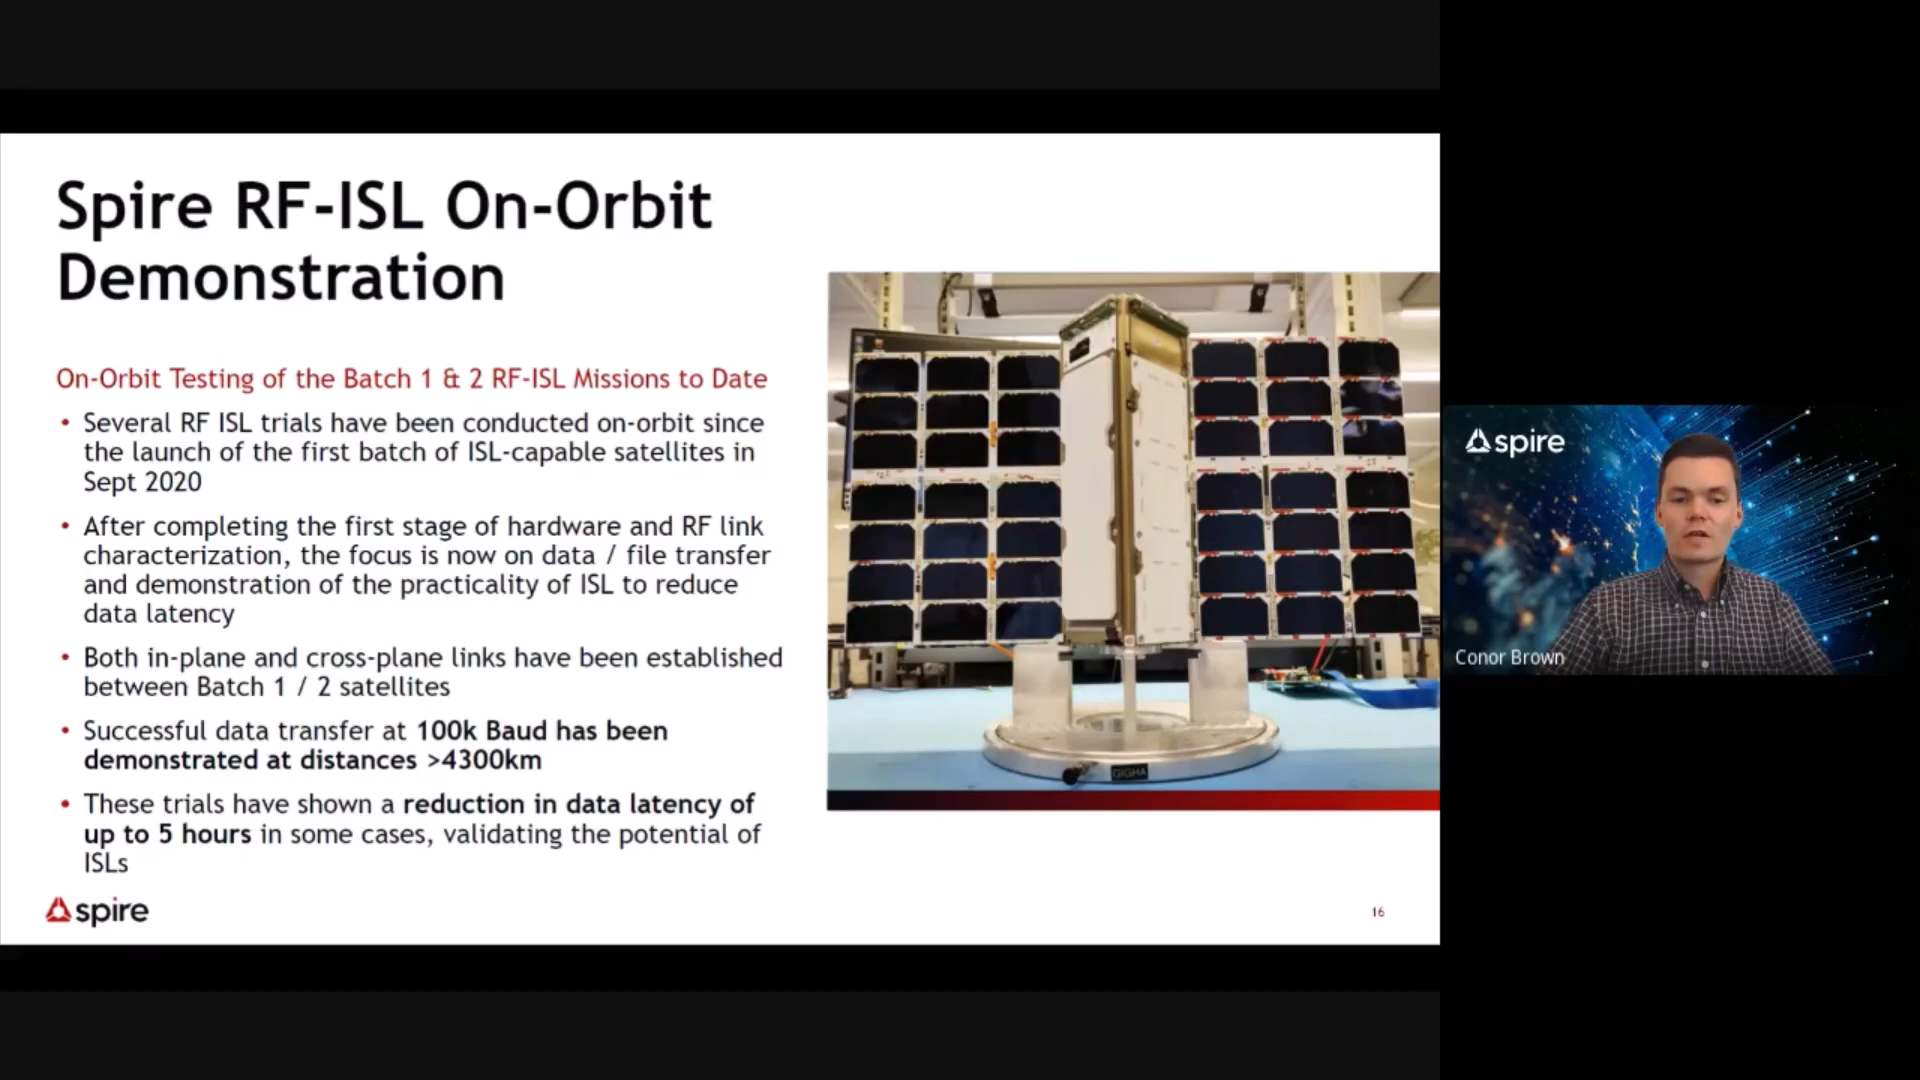 Spire RF-ISL On-Orbit
Demonstration
On-Orbit Testing of the Batch 1 & 2 RF-ISL Missions to Date
• Several RF ISL trials have been conducted on-orbit since
the launch of the first batch of ISL-capable satellites in
Sept 2020
• After completing the first stage of hardware and RF link
characterization, the focus is now on data / file transfer
and demonstration of the practicality of ISL to reduce
data latency
• Both in-plane and cross-plane links have been established
between Batch 1 / 2 satellites
• Successful data transfer at 100k Baud has been
demonstrated at distances >4300km
• These trials have shown a reduction in data latency of
up to 5 hours in some cases, validating the potential of
ISLs
spire
16
GIGHA
spire
Conor Brown